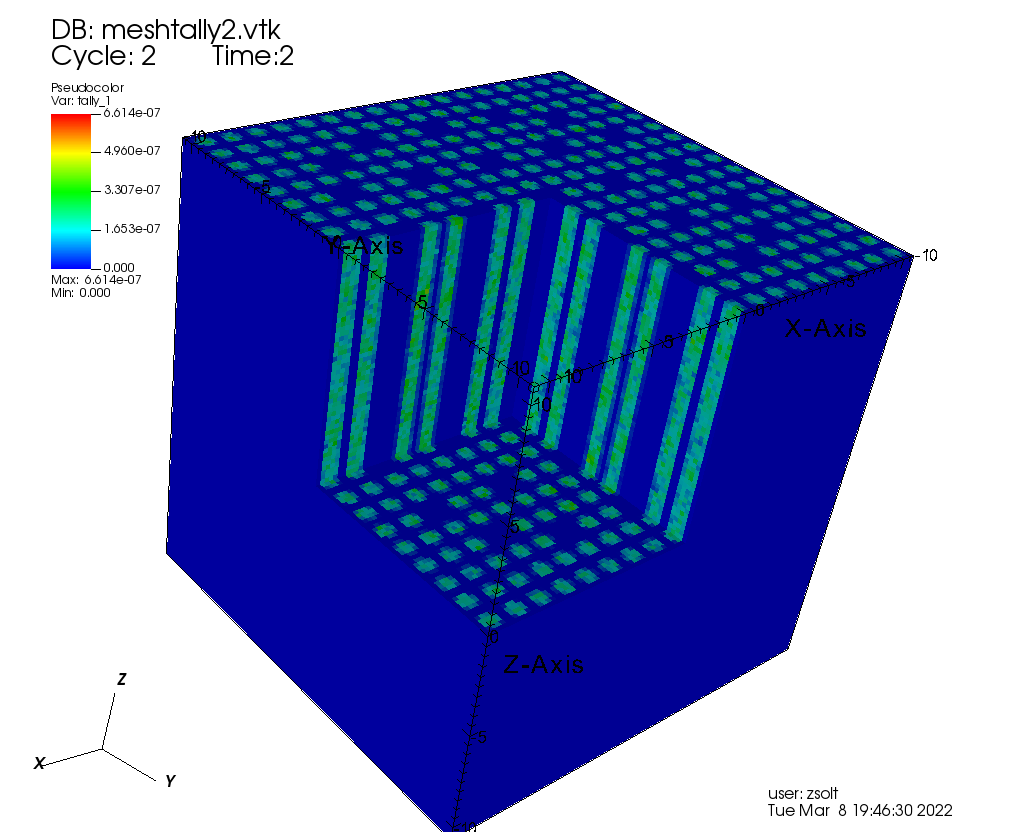 DB: meshtally2.vtk
Cycle: 2 Time:2
Pseudocolor
Var: tally_1
6.614e-07
4.960e-07
3.307e-07
1.653e-07
0.000
Max: 6.614e-07
Min: 0.000
-10
-5
Y-Axis
5
10
10
-5
-10
X-Axis
5
0
10
5
0
Z-Axis
-5
Z
X
Y
user: zsolt
Tue Mar 8 19:46:30 2022